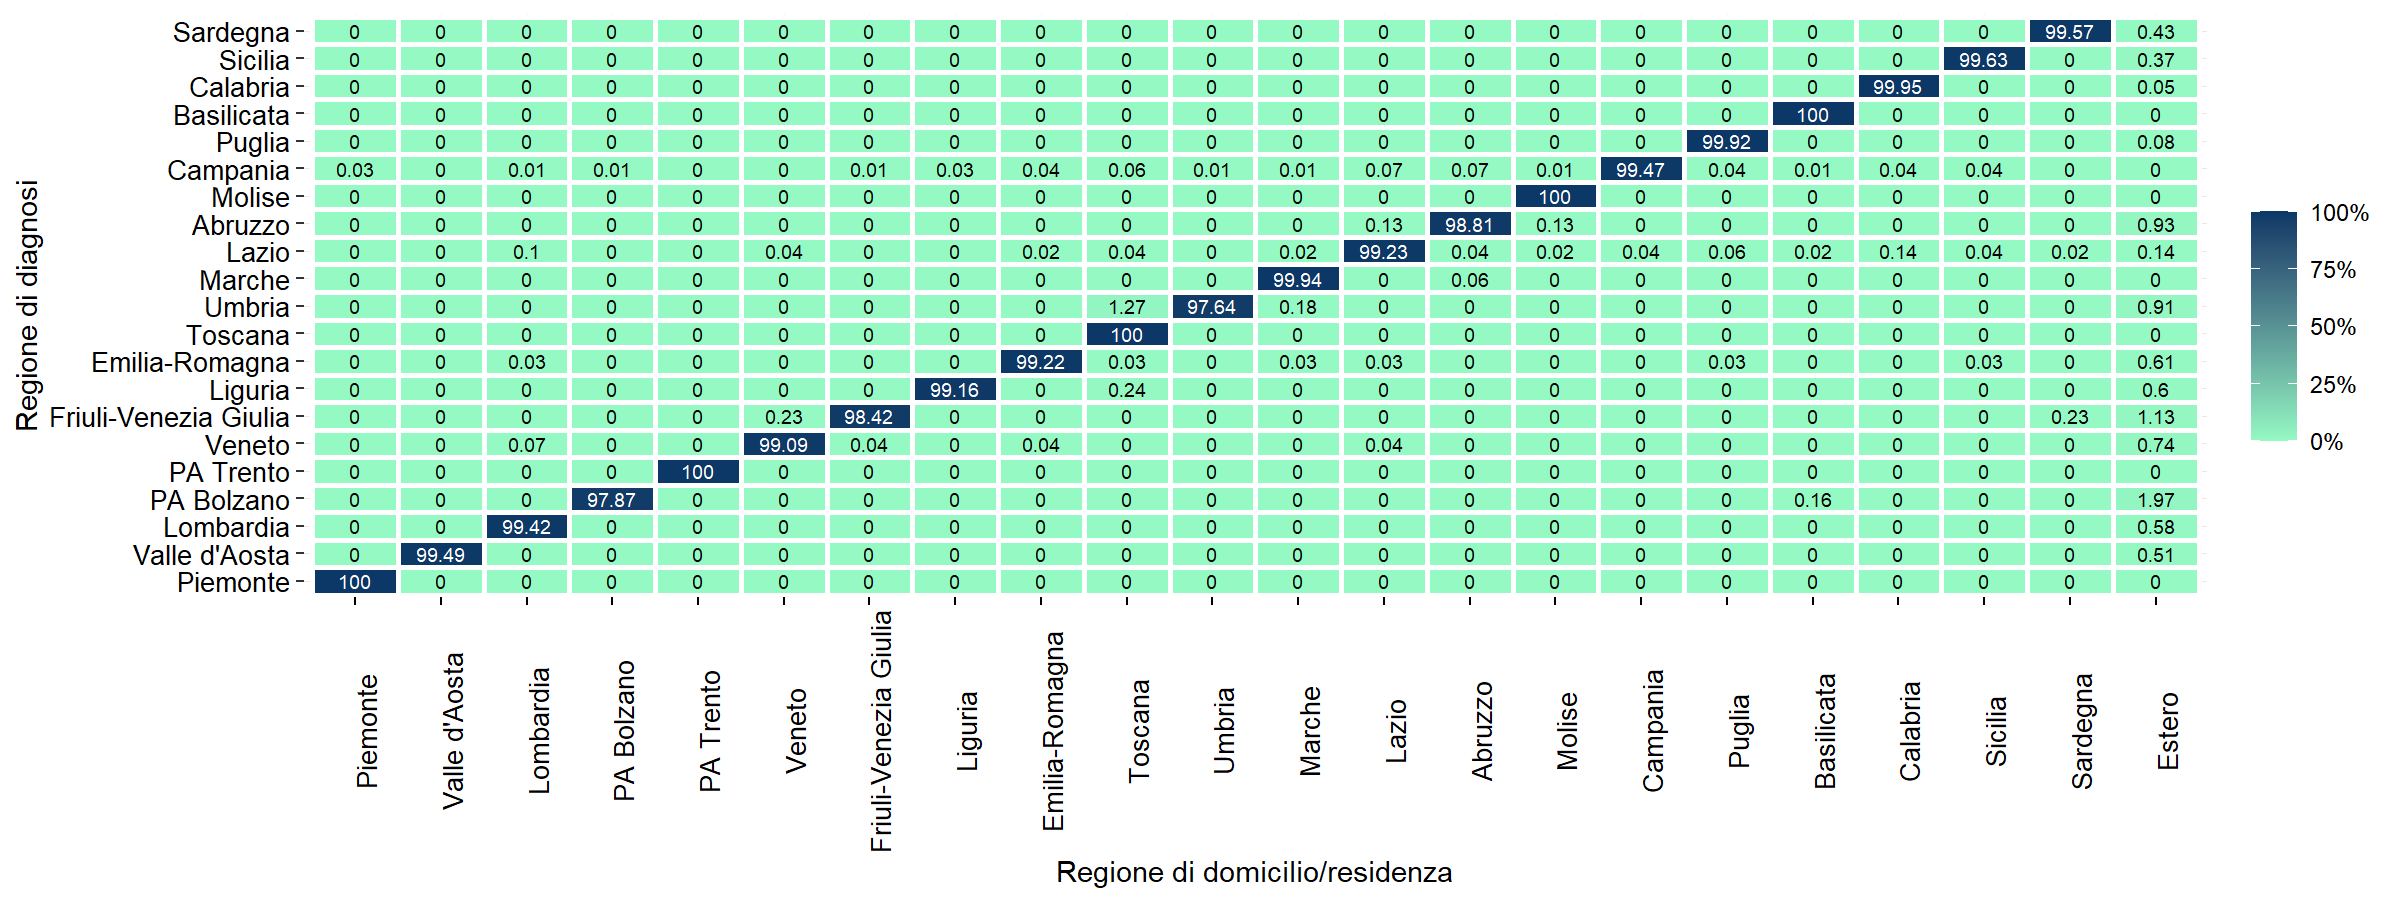 Regione di diagnosi
Sardegna 0 0 0 0 0 0 0 0 0 0 0 0 0 0 0 0 0 0 0 0 99.57 0.43
Sicilia 0 0 0 0 0 0 0 0 0 0 0 0 0 0 0 0 0 0 0 99.63 0 0.37
Calabria 0 0 0 0 0 0 0 0 0 0 0 0 0 0 0 0 0 0 99.95 0 0 0.05
Basilicata 0 0 0 0 0 0 0 0 0 0 0 0 0 0 0 0 0 100 0 0 0 0
Puglia 0 0 0 0 0 0 0 0 0 0 0 0 0 0 0 0 99.92 0 0 0 0 0.08
Campania 0.03 0 0.01 0.01 0 0 0.01 0.03 0.04 0.06 0.01 0.01 0.07 0.07 0.01 99.47 0.04 0.01 0.04 0.04 0 0
Molise 0 0 0 0 0 0 0 0 0 0 0 0 0 0 100 0 0 0 0 0 0 0
Abruzzo 0 0 0 0 0 0 0 0 0 0 0 0 0.13 98.81 0.13 0 0 0 0 0 0 0.93
Lazio 0 0 0.1 0 0 0.04 0 0 0.02 0.04 0 0.02 99.23 0.04 0.02 0.04 0.06 0.02 0.14 0.04 0.02 0.14
Marche 0 0 0 0 0 0 0 0 0 0 0 99.94 0 0.06 0 0 0 0 0 0 0 0
Umbria 0 0 0 0 0 0 0 0 0 1.27 97.64 0.18 0 0 0 0 0 0 0 0 0 0.91
Toscana 0 0 0 0 0 0 0 0 0 100 0 0 0 0 0 0 0 0 0 0 0 0
Emilia-Romagna 0 0 0.03 0 0 0 0 0 99.22 0.03 0 0.03 0.03 0 0 0 0.03 0 0 0.03 0 0.61
Liguria 0 0 0 0 0 0 0 99.16 0 0.24 0 0 0 0 0 0 0 0 0 0 0 0.6
Friuli-Venezia Giulia 0 0 0 0 0 0.23 98.42 0 0 0 0 0 0 0 0 0 0 0 0 0 0.23 1.13
Veneto 0 0 0.07 0 0 99.09 0.04 0 0.04 0 0 0 0.04 0 0 0 0 0 0 0 0 0.74
PA Trento 0 0 0 0 100 0 0 0 0 0 0 0 0 0 0 0 0 0 0 0 0 0
PA Bolzano 0 0 0 97.87 0 0 0 0 0 0 0 0 0 0 0 0 0 0.16 0 0 0 1.97
Lombardia 0 0 99.42 0 0 0 0 0 0 0 0 0 0 0 0 0 0 0 0 0 0 0.58
Valle d'Aosta 0 99.49 0 0 0 0 0 0 0 0 0 0 0 0 0 0 0 0 0 0 0 0.51
Piemonte 100 0 0 0 0 0 0 0 0 0 0 0 0 0 0 0 0 0 0 0 0 0
Piemonte Valle d'Aosta Lombardia PA Bolzano PA Trento Veneto Friuli-Venezia Giulia Liguria Emilia-Romagna Toscana Umbria Marche Lazio Abruzzo Molise Campania Puglia Basilicata Calabria Sicilia Sardegna Estero
Regione di domicilio/residenza
100%
75%
50%
25%
0%